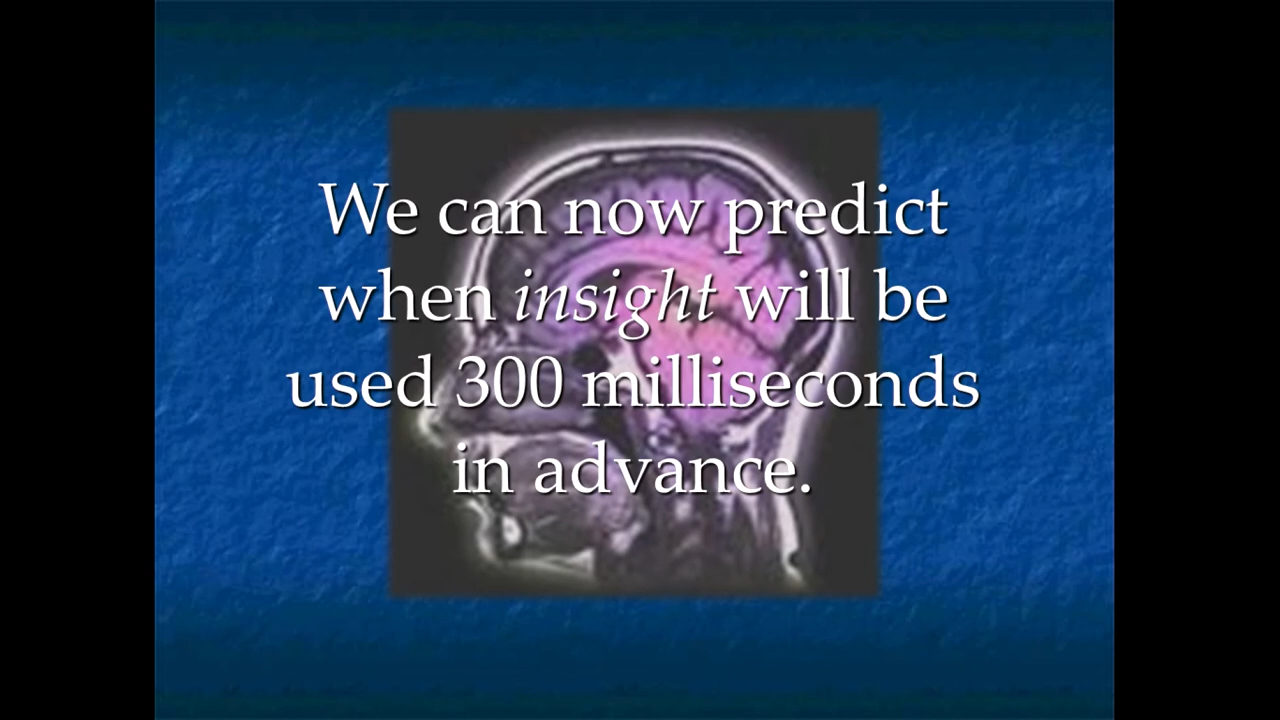 We can now predict
when insight will be
used 300 milliseconds
in advance.